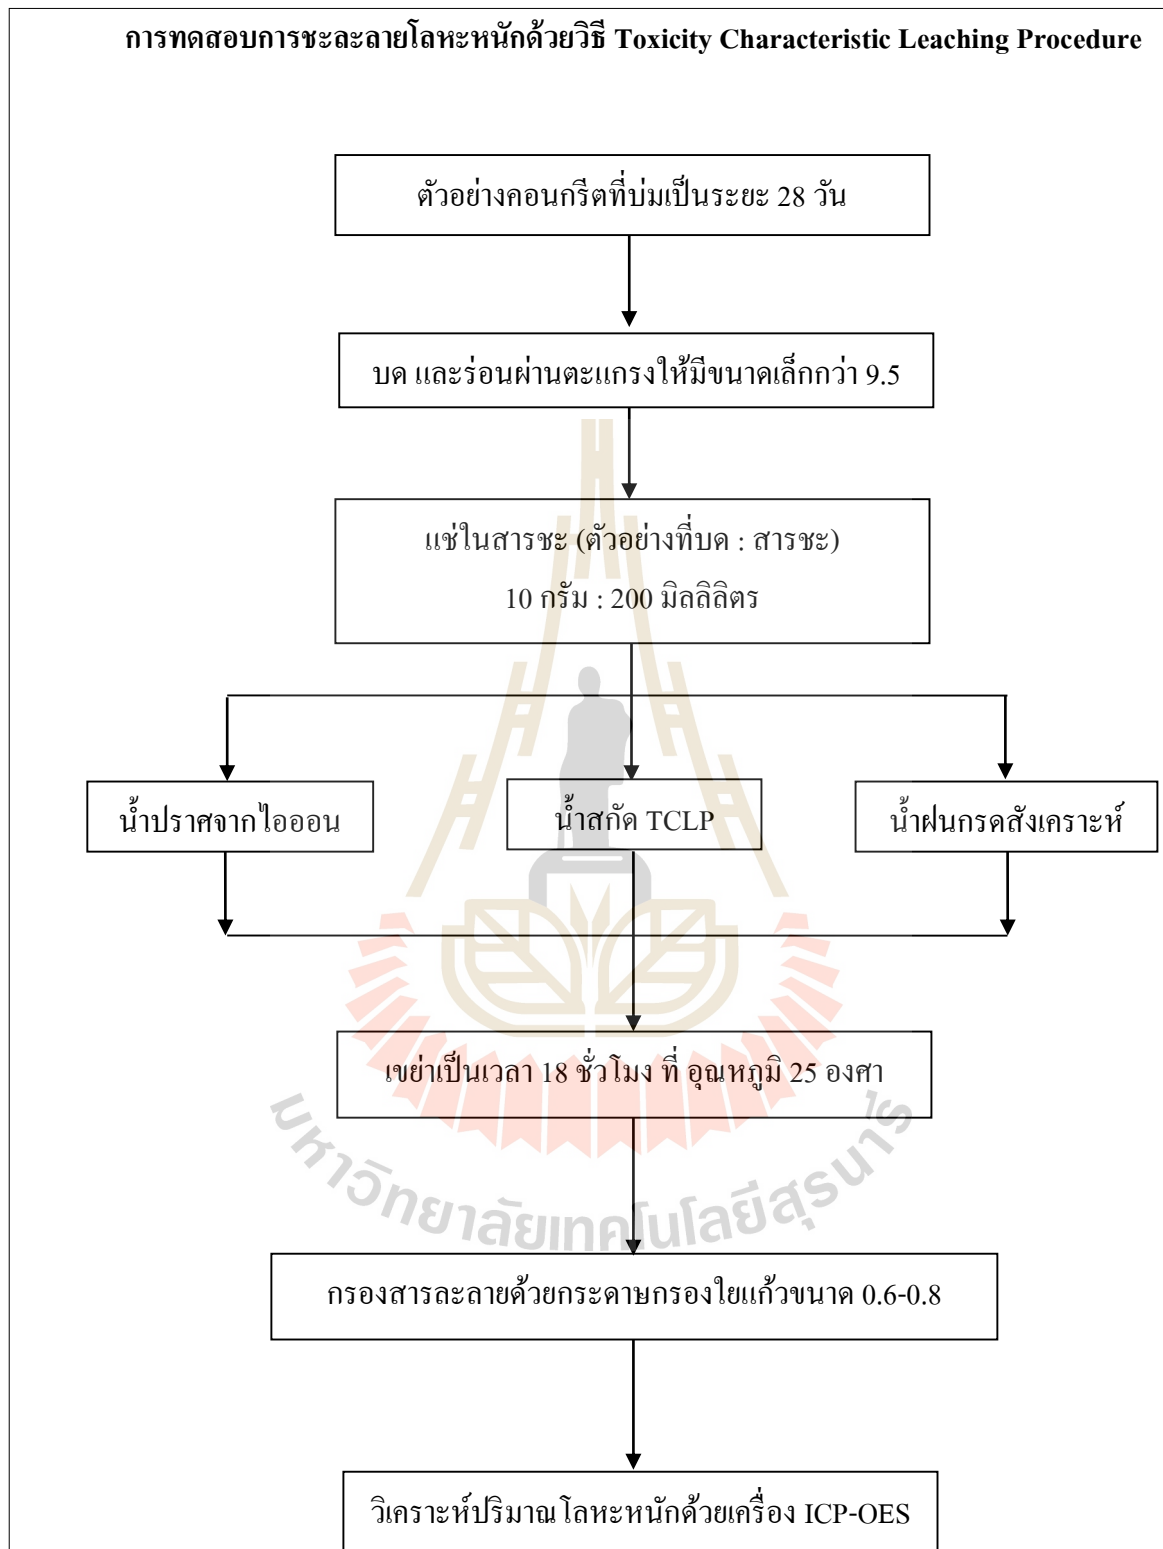 การทดสอบการชะละลายโลหะหนักด้วยวิธี Toxicity Characteristic Leaching Procedure
ตัวอย่างคอนกรีตที่บ่มเป็นระยะ 28 วัน
บด และร่อนผ่านตะแกรงให้มีขนาดเล็กกว่า 9.5
แช่ในสารชะ (ตัวอย่างที่บด : สารชะ)
10 กรัม : 200 มิลลิลิตร
น้ำปราศจากไอออน
น้ำสกัด TCLP
น้ำฝนกรดสังเคราะห์
เขย่าเป็นเวลา 18 ชั่วโมง ที่ อุณหภูมิ 25 องศา
มหาวิทยาลัยเทคโนโลยีสุรนารี
กรองสารละลายด้วยกระดาษกรองใยแก้วขนาด 0.6-0.8
วิเคราะห์ปริมาณโลหะหนักด้วยเครื่อง ICP-OES